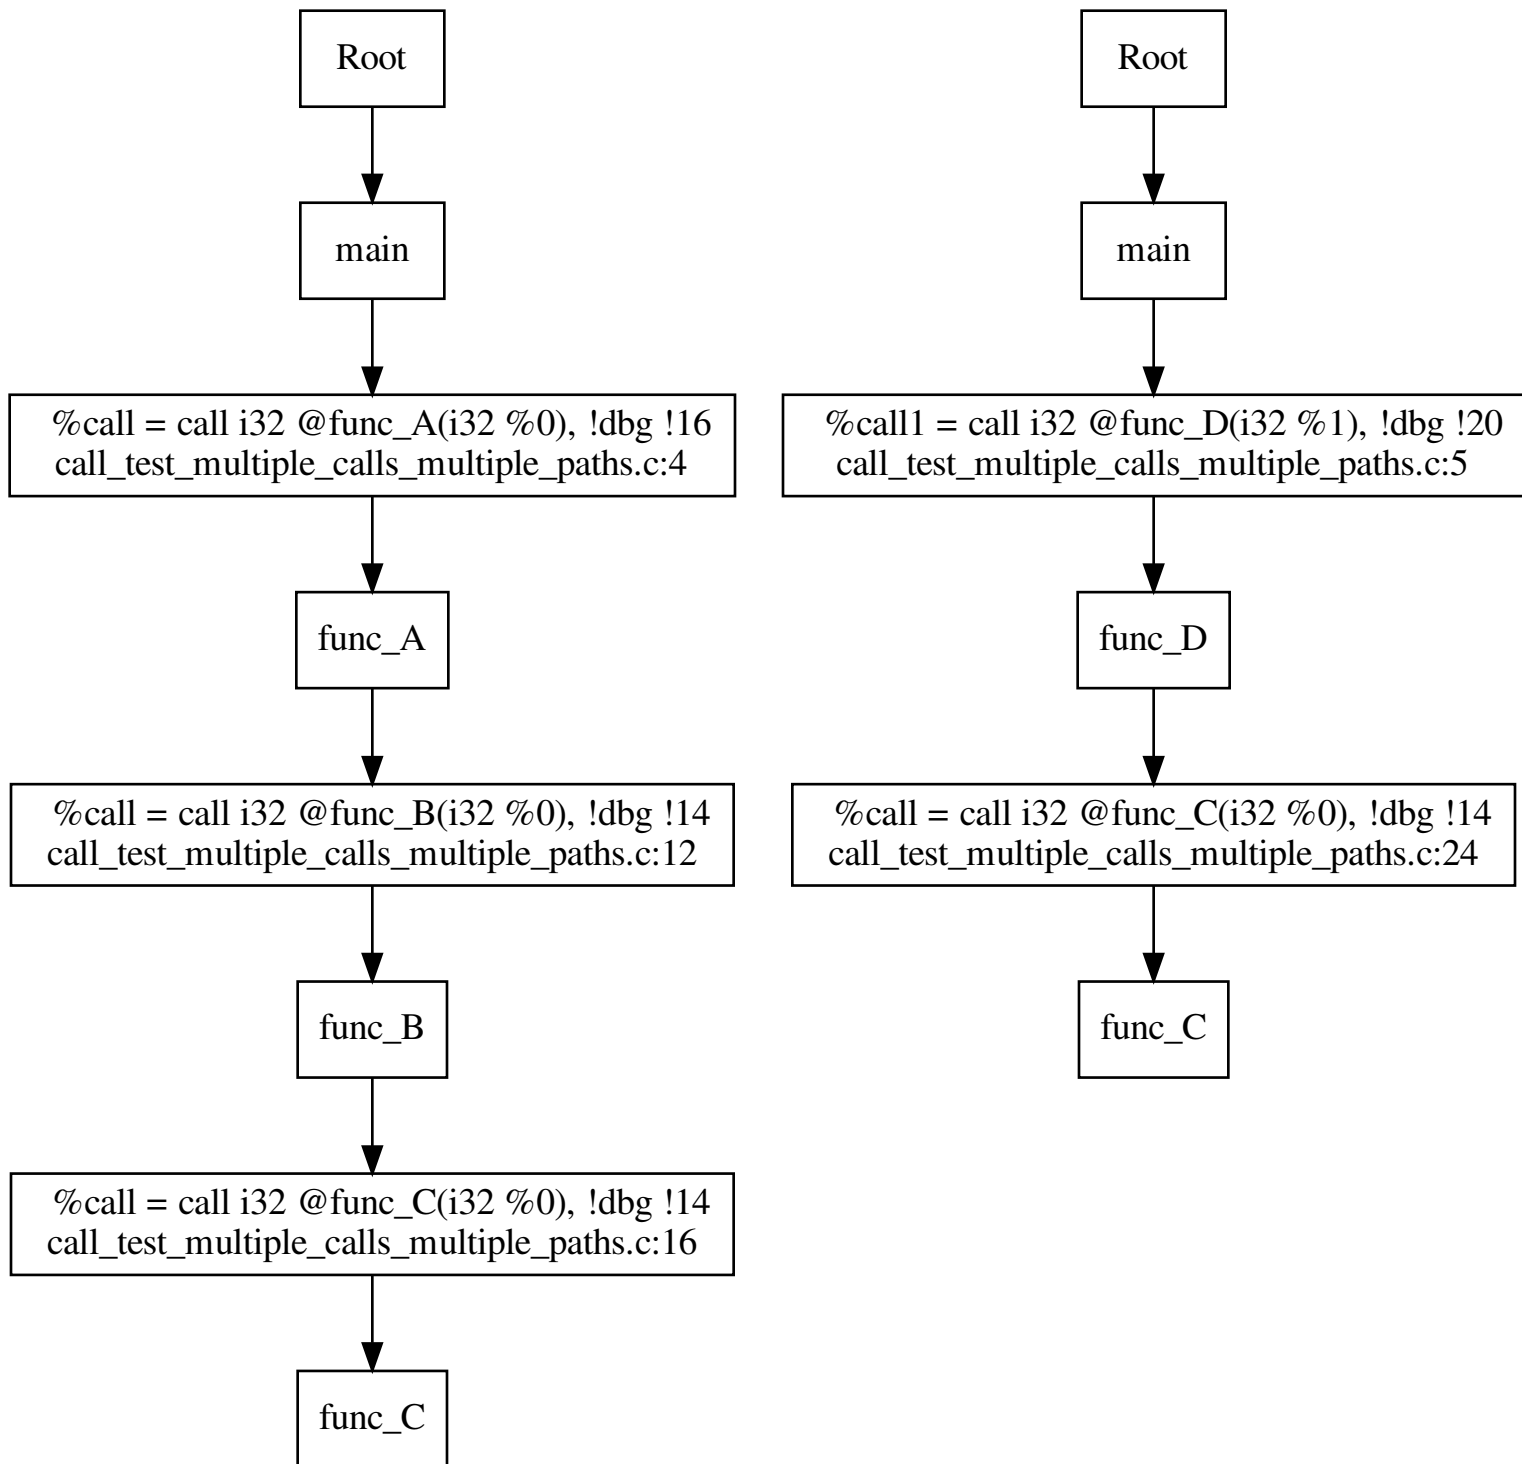 Root
main
%call = call i32 @func_A(i32 %0), !dbg !16
call_test_multiple_calls_multiple_paths.c:4
func_A
%call = call i32 @func_B(i32 %0), !dbg !14
call_test_multiple_calls_multiple_paths.c:12
func_B
%call = call i32 @func_C(i32 %0), !dbg !14
call_test_multiple_calls_multiple_paths.c:16
func_C
Root
main
%call1 = call i32 @func_D(i32 %1), !dbg !20
call_test_multiple_calls_multiple_paths.c:5
func_D
%call = call i32 @func_C(i32 %0), !dbg !14
call_test_multiple_calls_multiple_paths.c:24
func_C